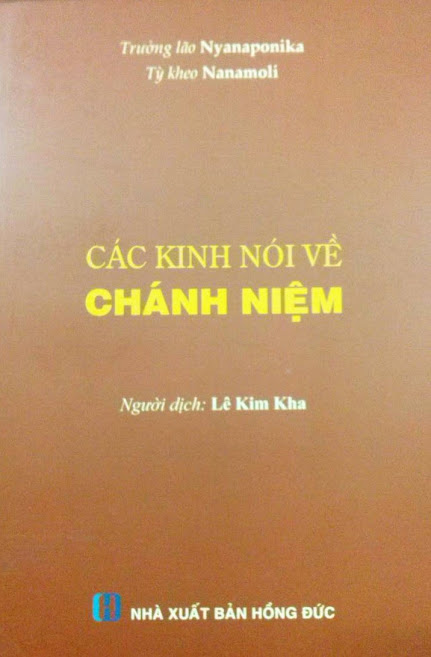 Trưởng lão Nyanaponika
Tỳ kheo Nanamoli
CÁC KINH NÓI VỀ
CHÁNH NIỆM
Người dịch: Lê Kim Kha
NHÀ XUẤT BẢN HỒNG ĐỨC